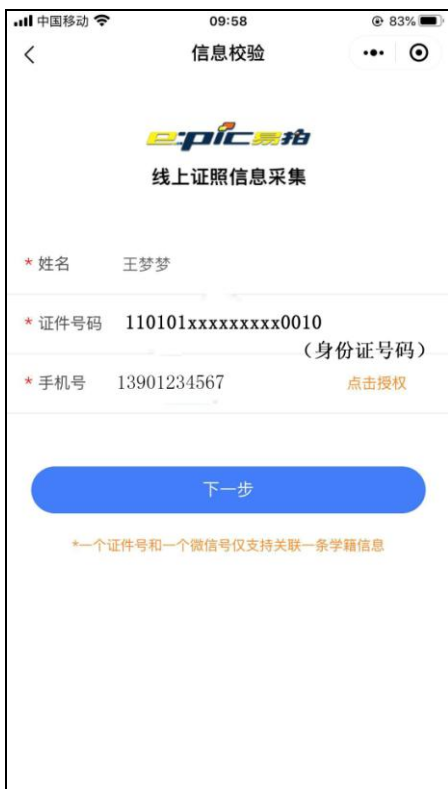 中国移动 09:58 83%
信息校验
e:pic易拍
线上证照信息采集
* 姓名 王梦梦
* 证件号码 110101xxxxxxxxx0010
（身份证号码）
* 手机号 13901234567 点击授权
下一步
*一个证件号和一个微信号仅支持关联一条学籍信息